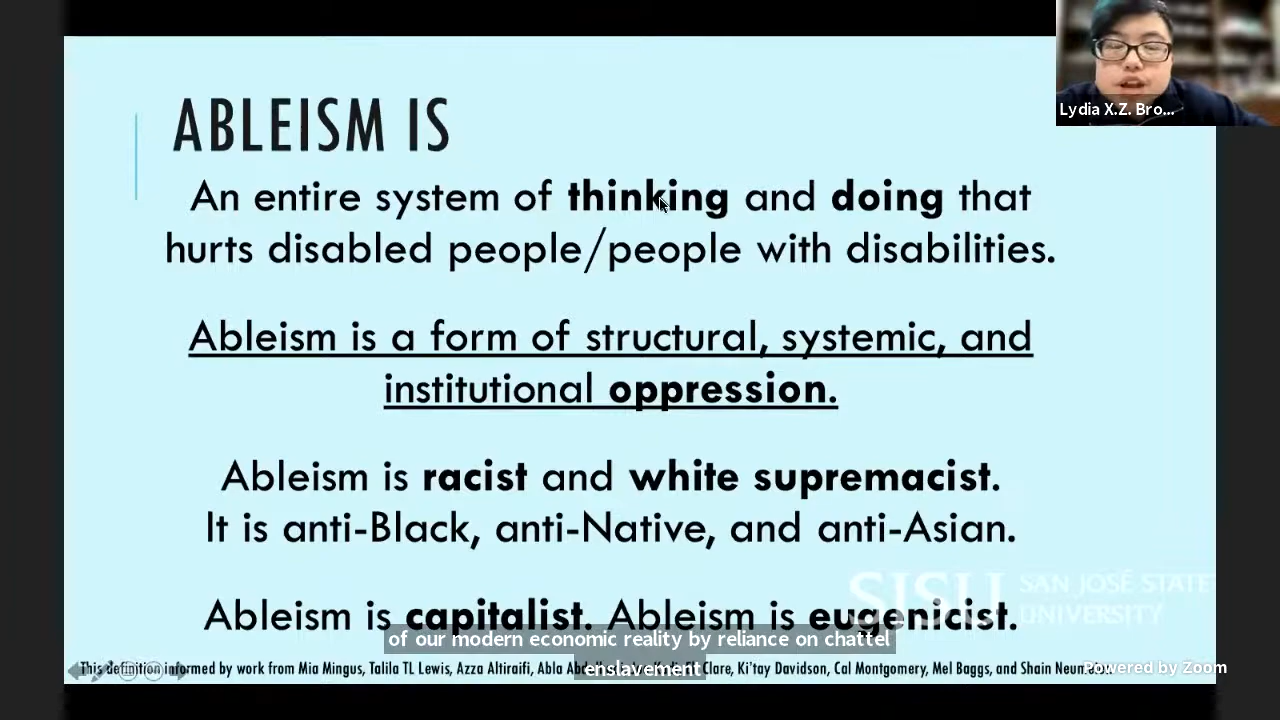 Lydia X.Z. Bro...
ABLEISM IS
An entire system of thinking and doing that
hurts disabled people/people with disabilities.
Ableism is a form of structural, systemic, and
institutional oppression.
Ableism is racist and white supremacist.
It is anti-Black, anti-Native, and anti-Asian.
SJSU SAN JOSÉ STATE
UNIVERSITY
Ableism is capitalist. Ableism is eugenicist.
of our modern economic reality by reliance on chattel
enslavement
This definition informed by work from Mia Mingus, Talila TL Lewis, Azza Altiraifi, Abla Clare, Ki'tay Davidson, Cal Montgomery, Mel Baggs, and Shain
Powered by Zoom